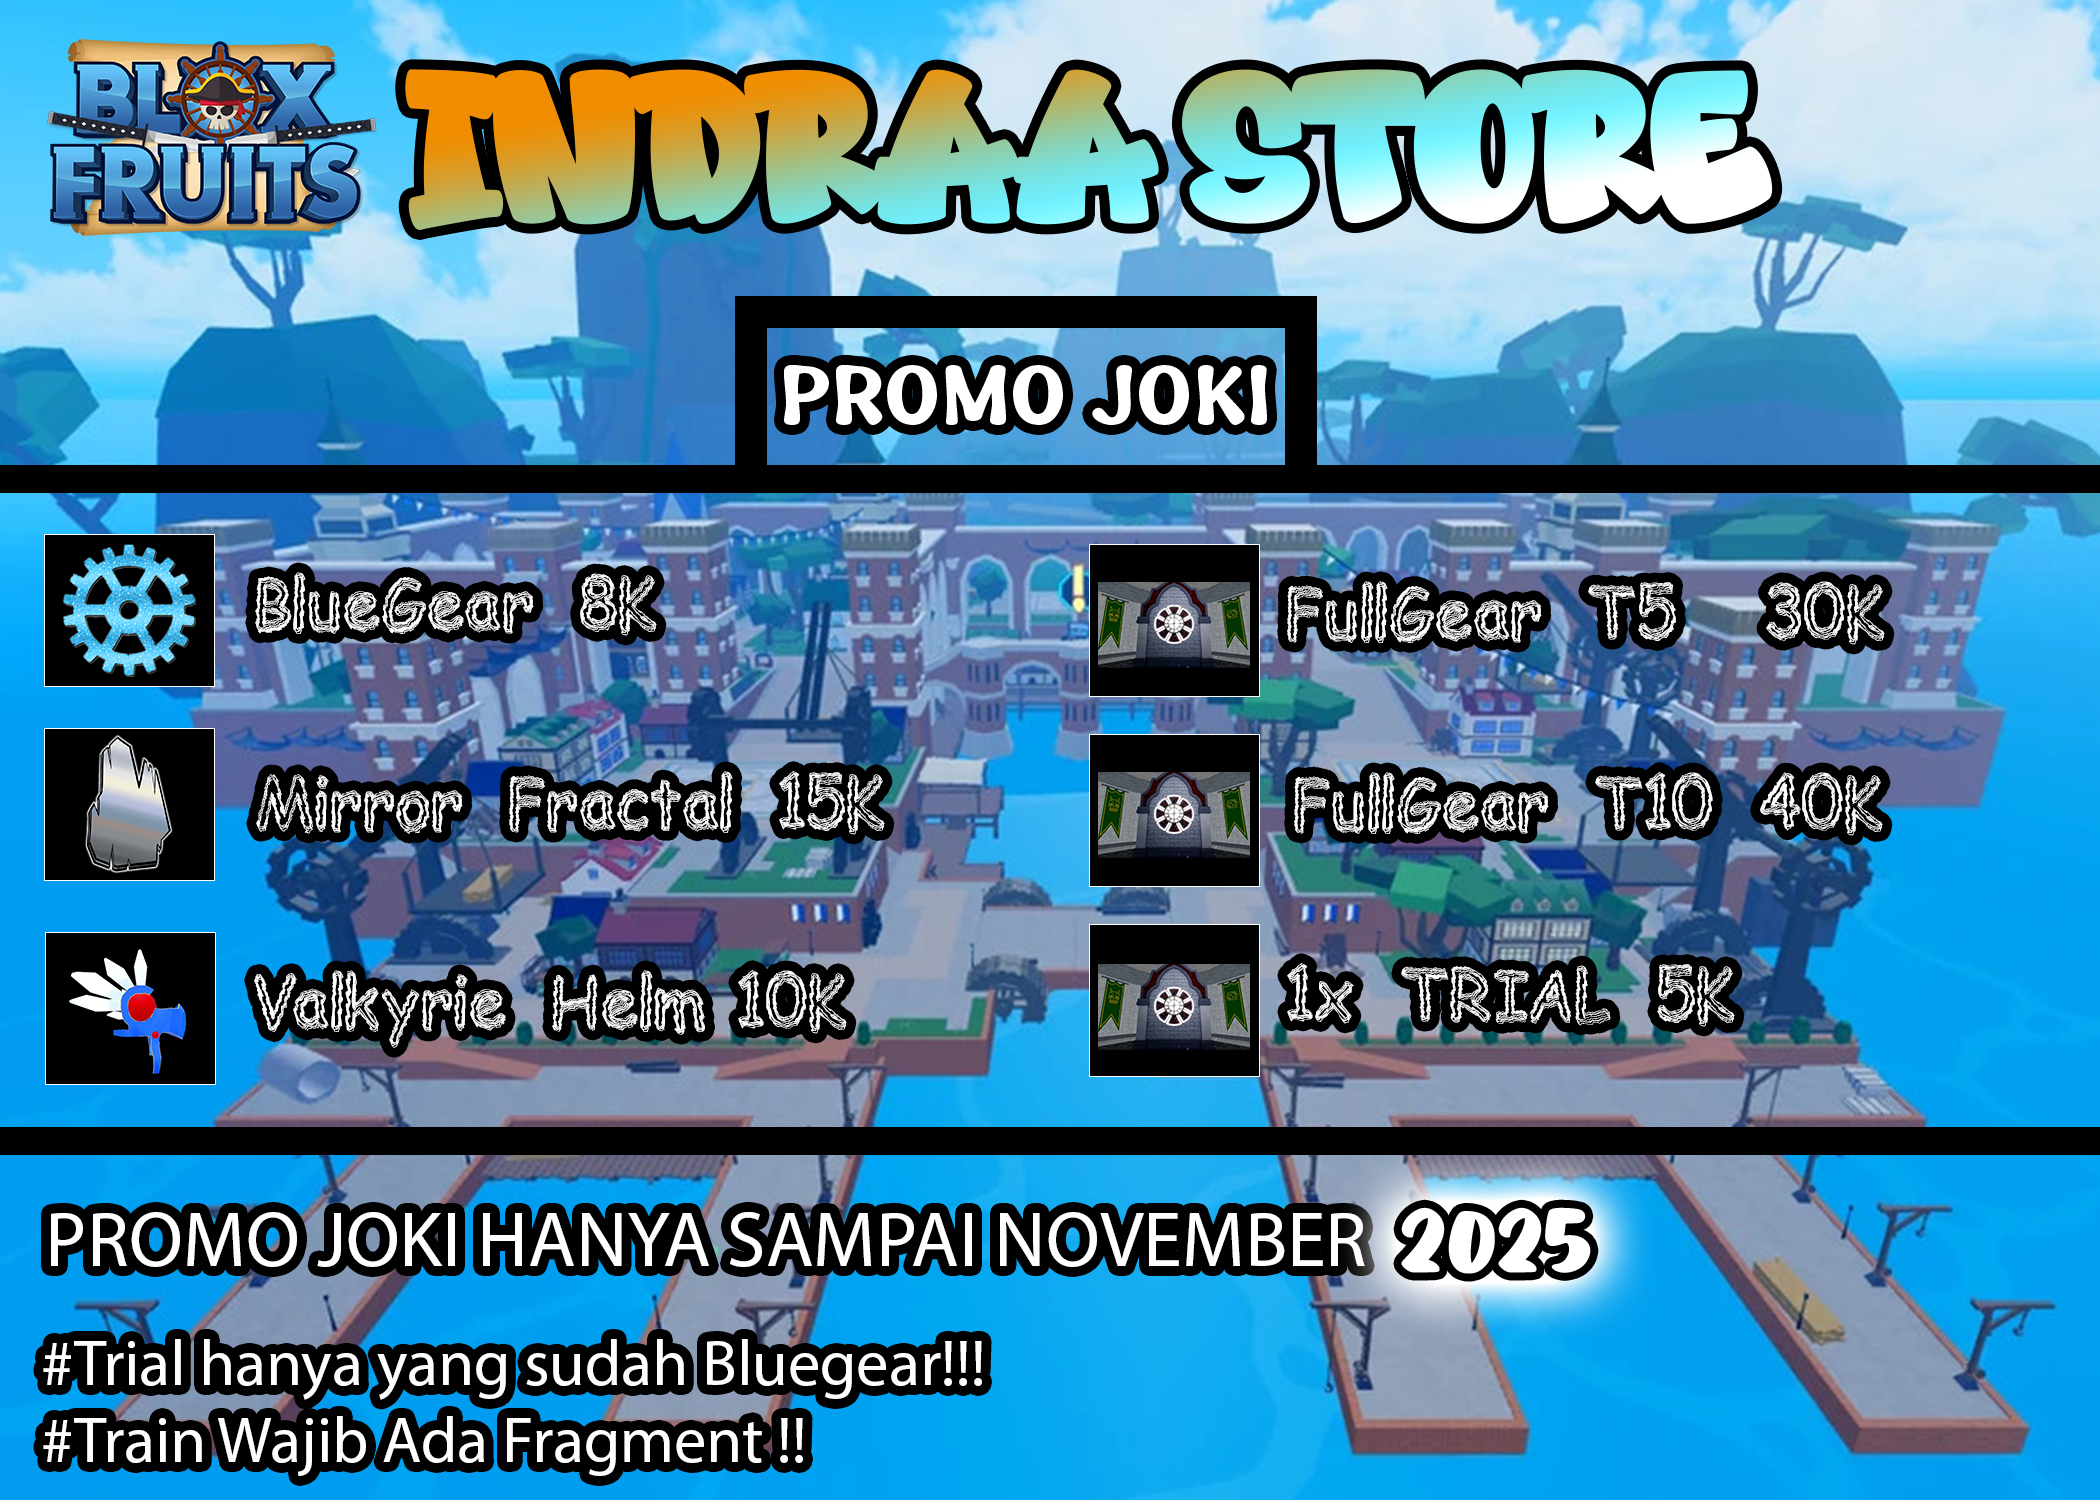 BLOX
FRUITS
INDRAA STORE
PROMO JOKI
BlueGear 8K
Mirror Fractal 15K
Valkyrie Helm 10K
FullGear T5 30K
FullGear T10 40K
1x TRIAL 5K
PROMO JOKI HANYA SAMPAI NOVEMBER 2025
#Trial hanya yang sudah Bluegear!!!
#Train Wajib Ada Fragment !!